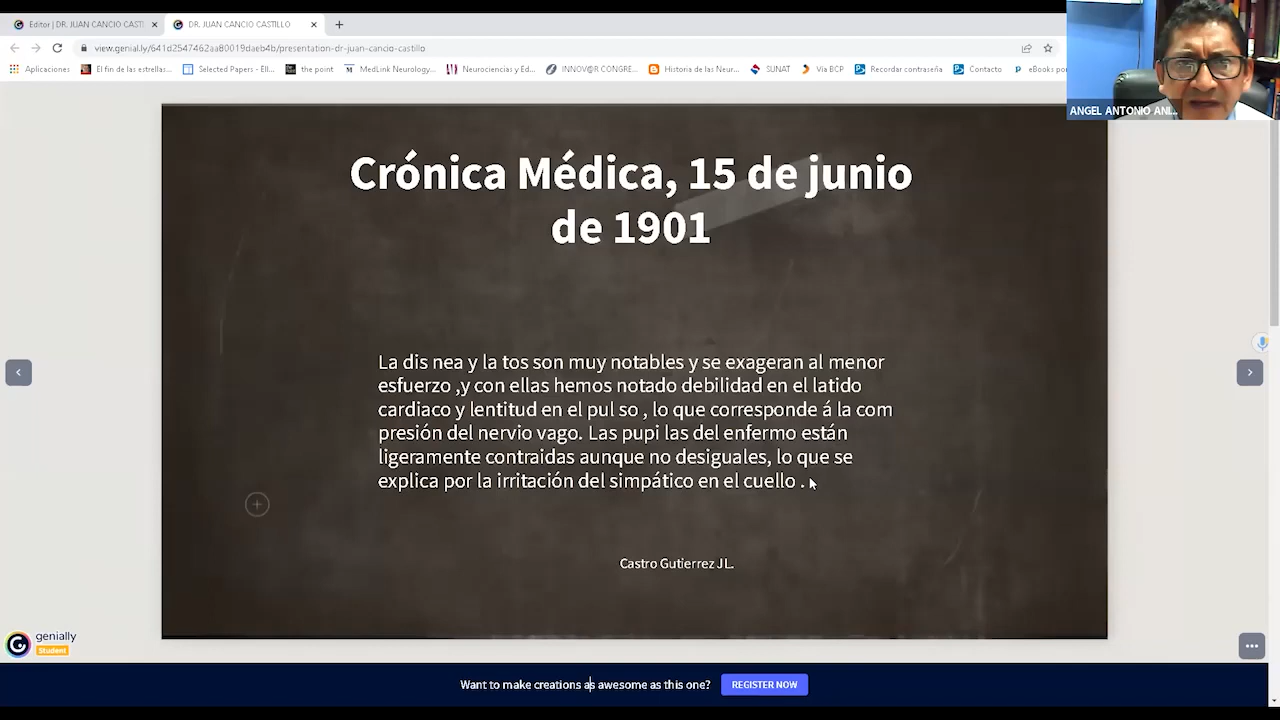 Editor | DR. JUAN CANCIO CASTI
DR. JUAN CANCIO CASTILLO
view.genial.ly/641d2547462aa80019daeb4b/presentation-dr-juan-cancio-castillo
Aplicaciones
El fin de las estrellas...
Selected Papers - Ell...
the point
MedLink Neurology...
Neurociencias y Ed...
INNOV@R CONGRE...
Historia de las Neur...
SUNAT
Vía BCP
Recordar contraseña
Contacto
eBooks po
ANGEL ANTONIO ANI...
Crónica Médica, 15 de junio
de 1901
La dis nea y la tos son muy notables y se exageran al menor
esfuerzo ,y con ellas hemos notado debilidad en el latido
cardiaco y lentitud en el pul so , lo que corresponde á la com
presión del nervio vago. Las pupi las del enfermo están
ligeramente contraidas aunque no desiguales, lo que se
explica por la irritación del simpático en el cuello .
Castro Gutierrez J L.
genially
Student
Want to make creations as awesome as this one?
REGISTER NOW